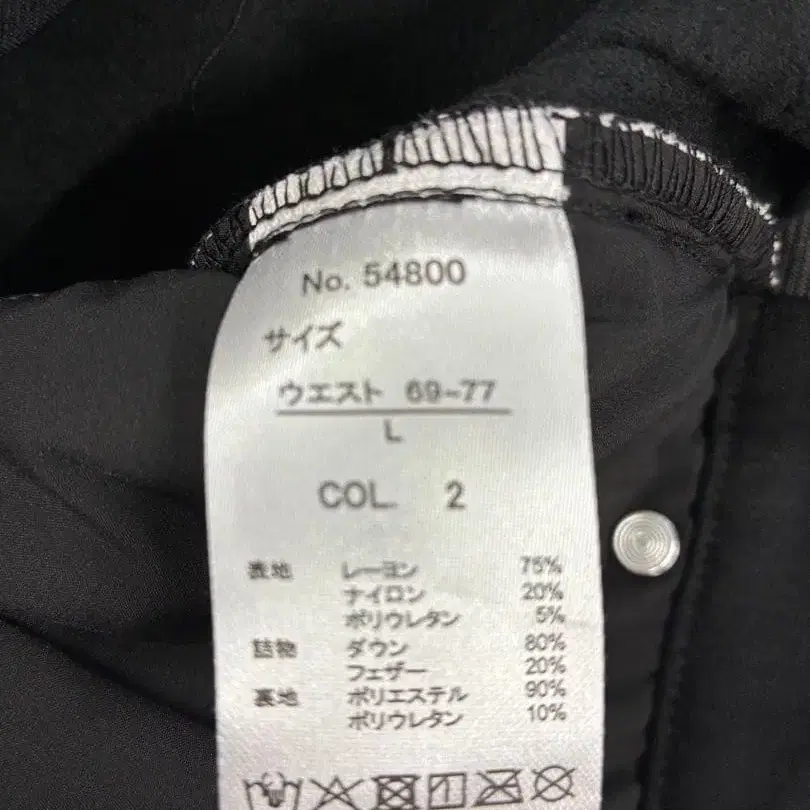 No. 54800
サイズ
ウエスト 69~77
L
COL. 2
表地 レーヨン 75%
ナイロン 20%
ポリウレタン 5%
詰物 ダウン 80%
フェザー 20%
裏地 ポリエステル 90%
ポリウレタン 10%